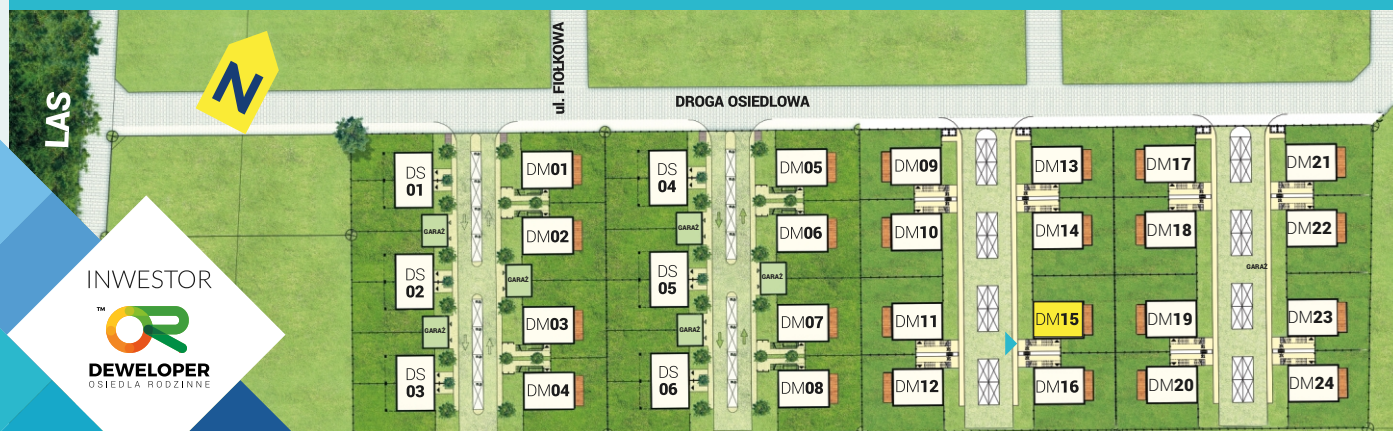 LAS
N
ul. FIOŁKOWA
DROGA OSIEDLOWA
DS
01
DM01
DS
04
DM05
DM09
DM13
DM17
DM21
GARAŻ
DM02
GARAŻ
DM06
DM10
DM14
DM18
DM22
DS
02
GARAŻ
DS
05
GARAŻ
GARAŻ
GARAŻ
DM03
GARAŻ
DM07
DM11
DM15
DM19
DM23
DS
03
DM04
DS
06
DM08
DM12
DM16
DM20
DM24
INWESTOR
™
OR
DEWELOPER
OSIEDLA RODZINNE